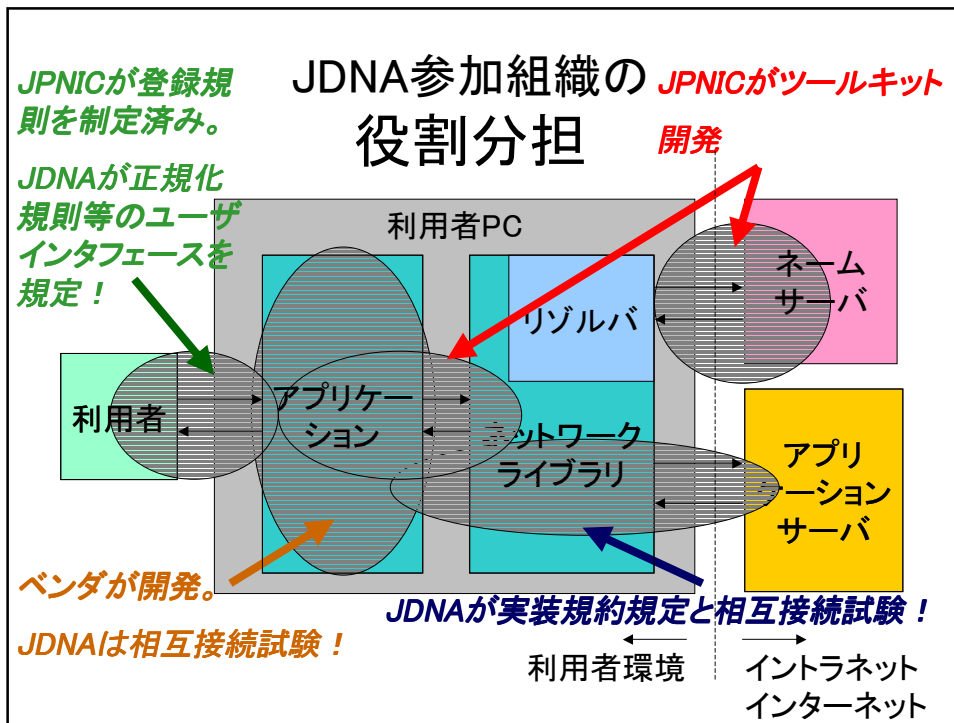 JDNA参加組織の
役割分担
JPNICが登録規
則を制定済み。
JDNAが正規化
規則等のユーザ
インタフェースを
規定！
JPNICがツールキット
開発
利用者PC
ネーム
サーバ
リゾルバ
利用者
アプリケー
ション
ネットワーク
ライブラリ
アプリ
ケーション
サーバ
ベンダが開発。
JDNAは相互接続試験！
JDNAが実装規約規定と相互接続試験！
利用者環境
イントラネット
インターネット